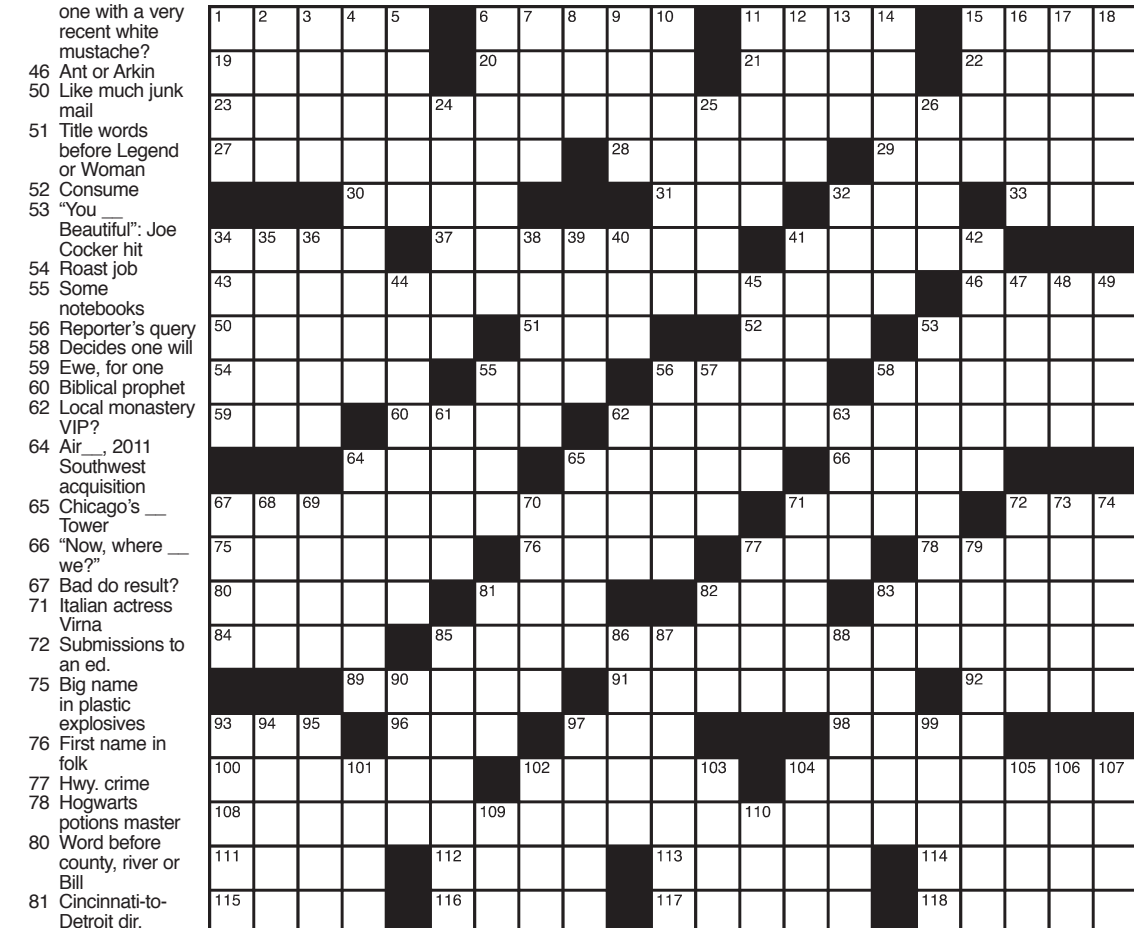 one with a very
recent white
mustache?
46 Ant or Arkin
50 Like much junk
mail
51 Title words
before Legend
or Woman
52 Consume
53 “You __
Beautiful”: Joe
Cocker hit
54 Roast job
55 Some
notebooks
56 Reporter’s query
58 Decides one will
59 Ewe, for one
60 Biblical prophet
62 Local monastery
VIP?
64 Air__, 2011
Southwest
acquisition
65 Chicago’s __
Tower
66 “Now, where __
we?”
67 Bad do result?
71 Italian actress
Virna
72 Submissions to
an ed.
75 Big name
in plastic
explosives
76 First name in
folk
77 Hwy. crime
78 Hogwarts
potions master
80 Word before
county, river or
Bill
81 Cincinnati-to-
Detroit dir.
1 2 3 4 5 6 7 8 9 10 11 12 13 14 15 16 17 18
19 20 21 22
23 24 25 26
27 28 29
30 31 32 33
34 35 36 37 38 39 40 41 42
43 44 45 46 47 48 49
50 51 52 53
54 55 56 57 58
59 60 61 62 63
64 65 66
67 68 69 70 71 72 73 74
75 76 77 78 79
80 81 82 83
84 85 86 87 88
89 90 91 92
93 94 95 96 97 98 99
100 101 102 103 104 105 106 107
108 109 110
111 112 113 114
115 116 117 118